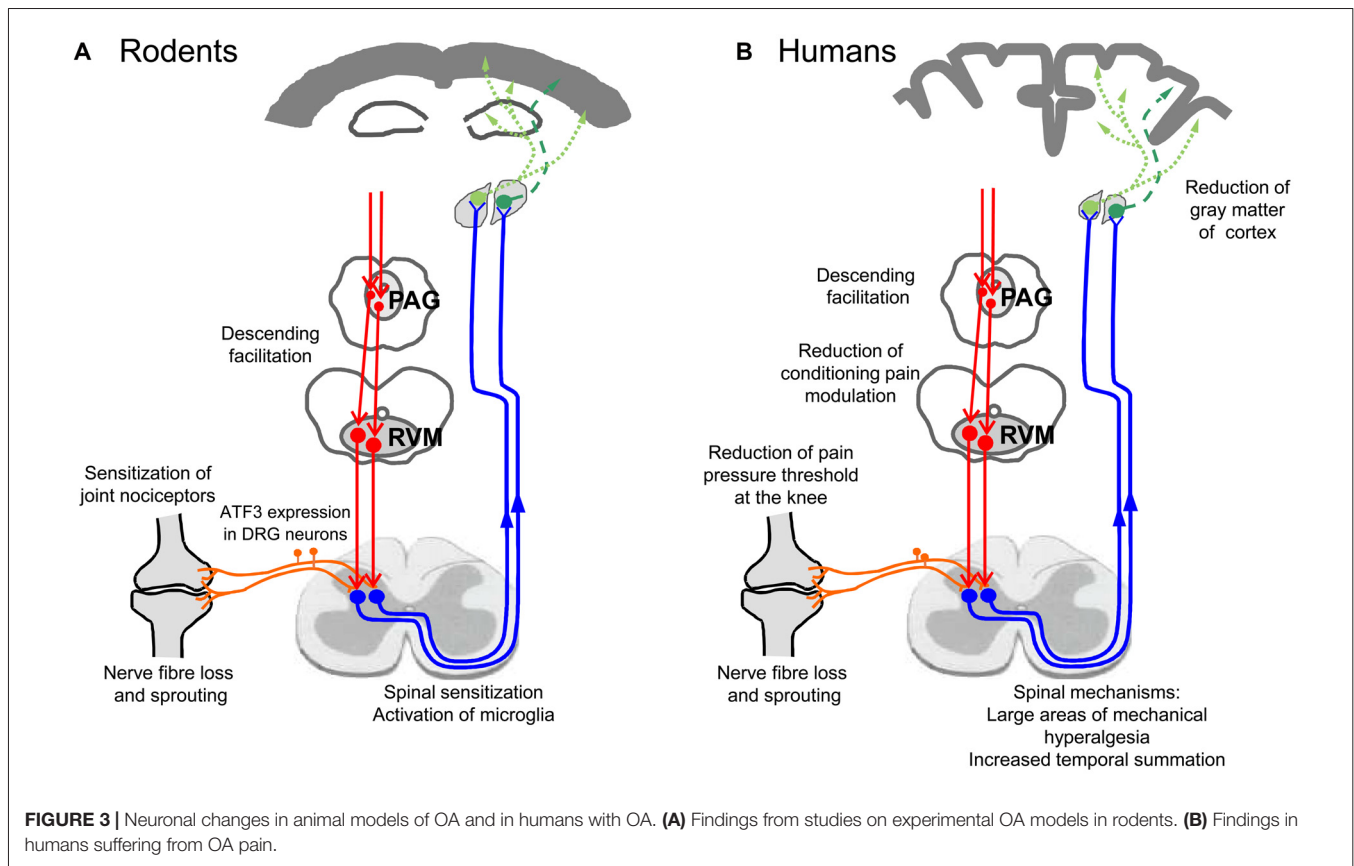 A Rodents
PAG
Descending
facilitation
RVM
Sensitization of
joint nociceptors
ATF3 expression
in DRG neurons
Nerve fibre loss
and sprouting
Spinal sensitization
Activation of microglia
B Humans
Reduction of
gray matter
of cortex
Descending
facilitation
PAG
Reduction of
conditioning pain
modulation
RVM
Reduction of pain
pressure threshold
at the knee
Nerve fibre loss
and sprouting
Spinal mechanisms:
Large areas of mechanical
hyperalgesia
Increased temporal summation
FIGURE 3 | Neuronal changes in animal models of OA and in humans with OA. (A) Findings from studies on experimental OA models in rodents. (B) Findings in
humans suffering from OA pain.